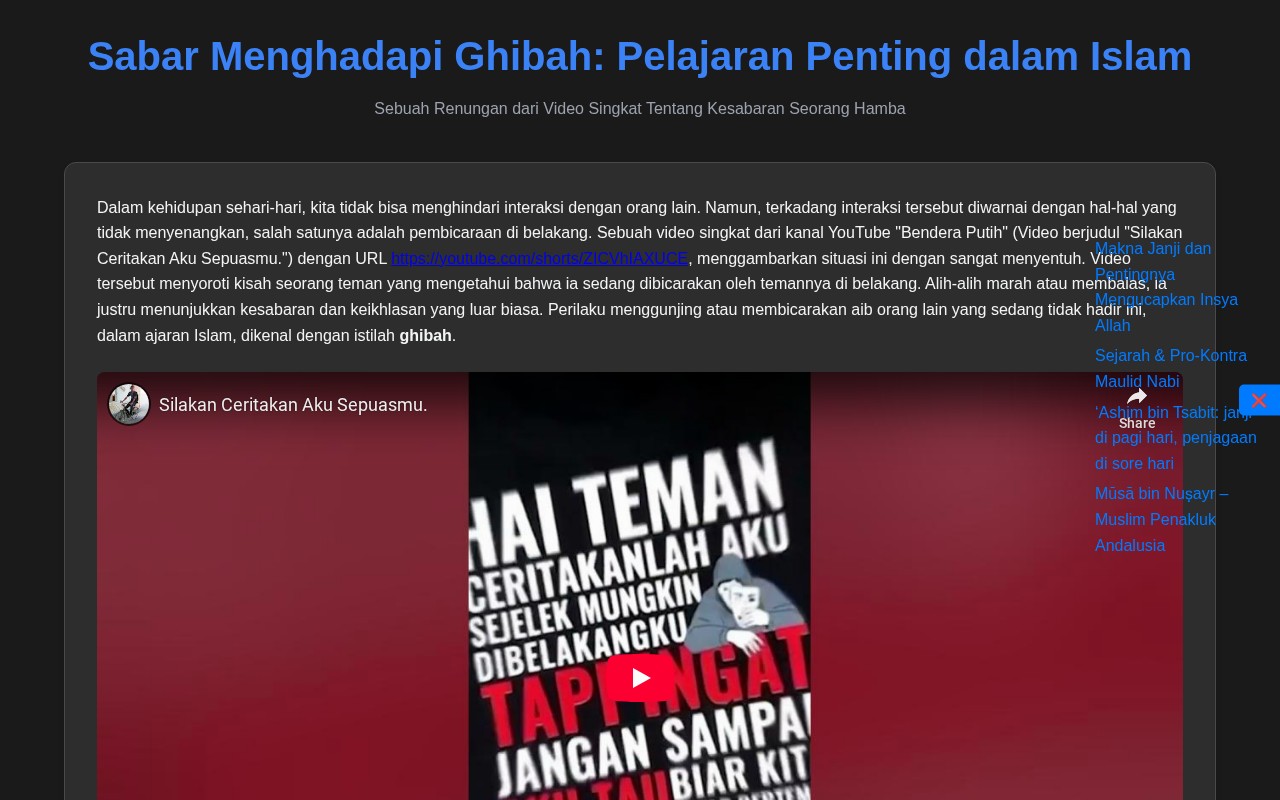 Sabar Menghadapi Ghibah: Pelajaran Penting dalam Islam
Sebuah Renungan dari Video Singkat Tentang Kesabaran Seorang Hamba
Dalam kehidupan sehari-hari, kita tidak bisa menghindari interaksi dengan orang lain. Namun, terkadang interaksi tersebut diwarnai dengan hal-hal yang
tidak menyenangkan, salah satunya adalah pembicaraan di belakang. Sebuah video singkat dari kanal YouTube "Bendera Putih" (Video berjudul "Silakan
Ceritakan Aku Sepuasmu.") dengan URL https://youtube.com/shorts/ZICVhIAXUCE, menggambarkan situasi ini dengan sangat menyentuh. Video
tersebut menyoroti kisah seorang teman yang mengetahui bahwa ia sedang dibicarakan oleh temannya di belakang. Alih-alih marah atau membalas, ia
justru menunjukkan kesabaran dan keikhlasan yang luar biasa. Perilaku menggunjing atau membicarakan aib orang lain yang sedang tidak hadir ini,
dalam ajaran Islam, dikenal dengan istilah ghibah.
Makna Janji dan
Pentingnya
Mengucapkan Insya
Allah
Sejarah & Pro-Kontra
Maulid Nabi
‘Ashim bin Tsabit: janji
di pagi hari, penjagaan
di sore hari
Mūsā bin Nuṣayr –
Muslim Penakluk
Andalusia
Silakan Ceritakan Aku Sepuasmu.
Share
HAI TEMAN
CERITAKANLAH AKU
SEJELEK MUNGKIN
DIBELAKANGKU
JANGAN SAMPAI
TAU BIAR KIT